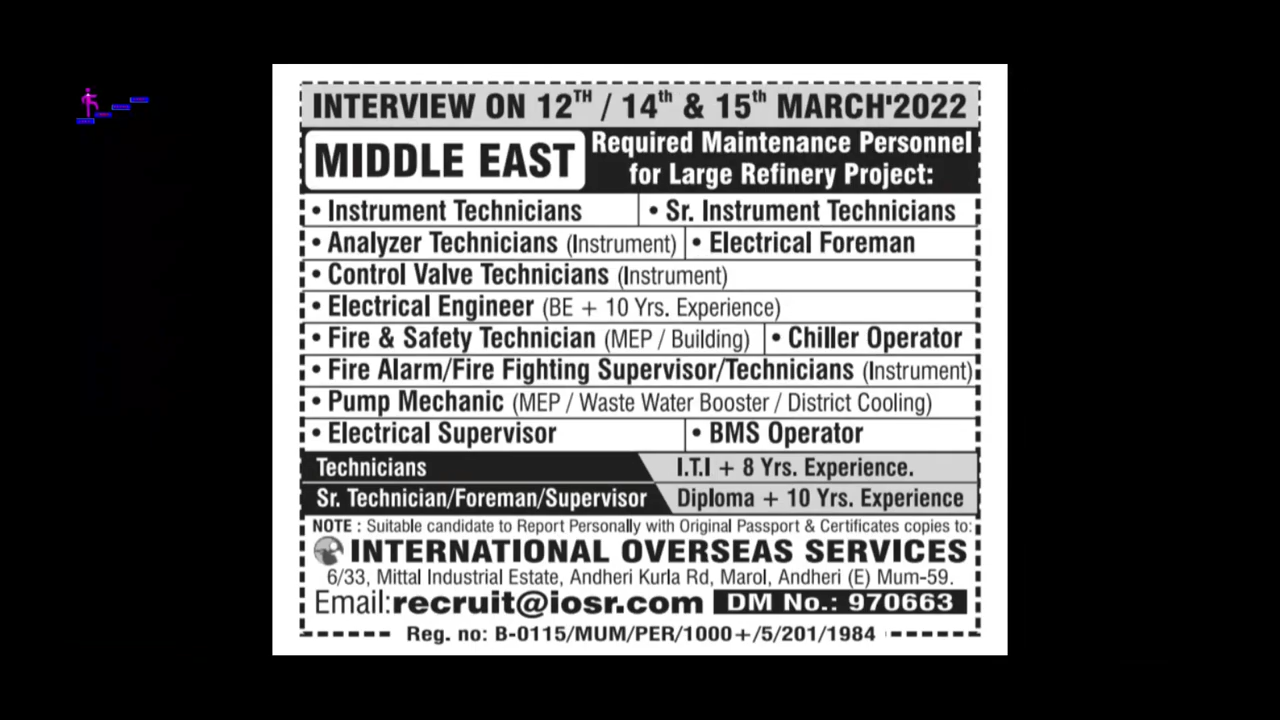 INTERVIEW ON 12TH / 14th & 15th MARCH'2022
MIDDLE EAST
Required Maintenance Personnel
for Large Refinery Project:
• Instrument Technicians
• Sr. Instrument Technicians
• Analyzer Technicians (Instrument)
• Electrical Foreman
• Control Valve Technicians (Instrument)
• Electrical Engineer (BE + 10 Yrs. Experience)
• Fire & Safety Technician (MEP / Building)
• Chiller Operator
• Fire Alarm/Fire Fighting Supervisor/Technicians (Instrument)
• Pump Mechanic (MEP / Waste Water Booster / District Cooling)
• Electrical Supervisor
• BMS Operator
Technicians
I.T.I + 8 Yrs. Experience.
Sr. Technician/Foreman/Supervisor
Diploma + 10 Yrs. Experience
NOTE : Suitable candidate to Report Personally with Original Passport & Certificates copies to:
INTERNATIONAL OVERSEAS SERVICES
6/33, Mittal Industrial Estate, Andheri Kurla Rd, Marol, Andheri (E) Mum-59.
Email:recruit@iosr.com DM No.: 970663
Reg. no: B-0115/MUM/PER/1000+/5/201/1984